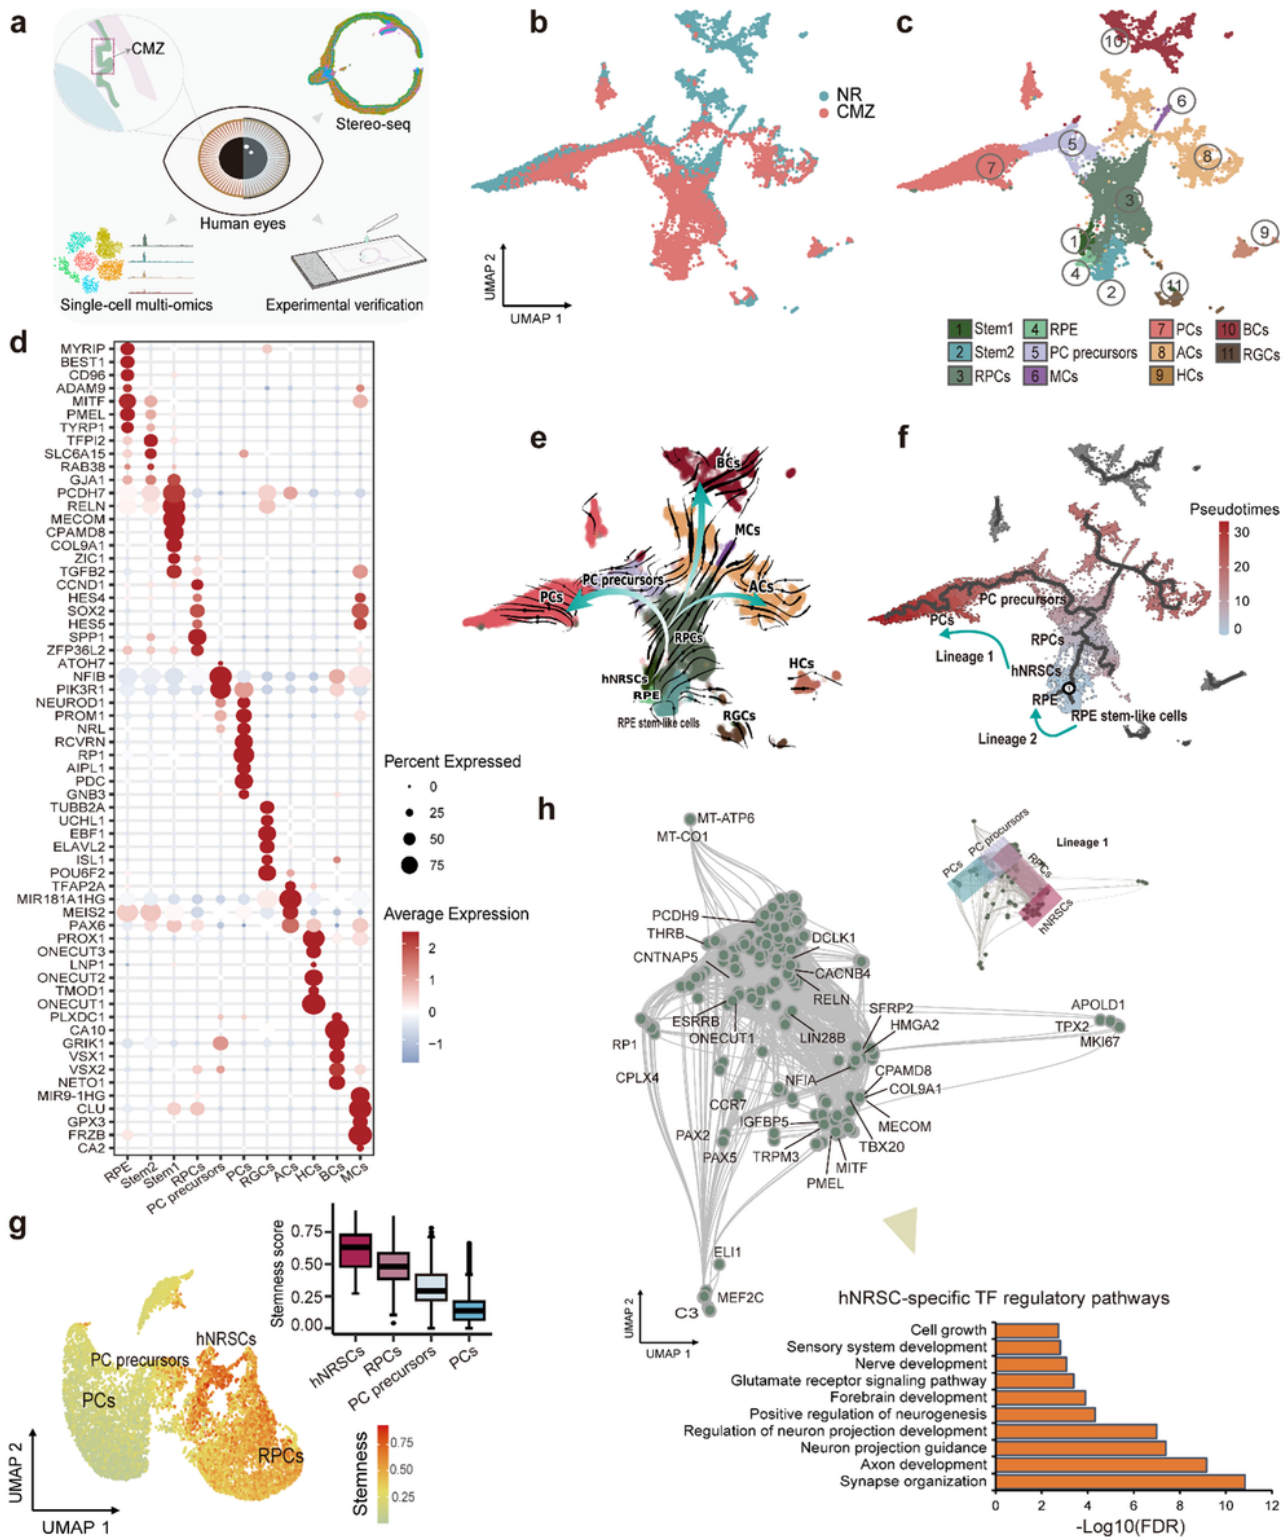 a
CMZ
Stereo-seq
Human eyes
Single-cell multi-omics
Experimental verification
b
NR
CMZ
UMAP 2
UMAP 1
c
10
6
5
7
8
3
1
4
2
9
11
1 Stem1
4 RPE
7 PCs
10 BCs
2 Stem2
5 PC precursors
8 ACs
11 RGCs
3 RPCs
6 MCs
9 HCs
d
MYRIP
BEST1
CD96
ADAM9
MITF
PMEL
TYRP1
TFPI2
SLC6A15
RAB38
GJA1
PCDH7
RELN
MECOM
CPAMD8
COL9A1
ZIC1
TGFB2
CCND1
HES4
SOX2
HES5
SPP1
ZFP36L2
ATOH7
NFIB
PIK3R1
NEUROD1
PROM1
NRL
RCVRN
RP1
AIPL1
PDC
GNB3
TUBB2A
UCHL1
EBF1
ELAVL2
ISL1
POU6F2
TFAP2A
MIR181A1HG
MEIS2
PAX6
PROX1
ONECUT3
LNP1
ONECUT2
TMOD1
ONECUT1
PLXDC1
CA10
GRIK1
VSX1
VSX2
NETO1
MIR9-1HG
CLU
GPX3
FRZB
CA2
RPE
Stem2
Stem1
RPCs
PC precursors
PCs
RGCs
ACs
HCs
BCs
MCs
Percent Expressed
0
25
50
75
Average Expression
2
1
0
−1
e
BCs
MCs
PC precursors
PCs
ACs
RPCs
hNRSCs
RPE
HCs
RPE stem-like cells
RGCs
f
Pseudotimes
30
20
10
0
PC precursors
PCs
RPCs
Lineage 1
hNRSCs
RPE
RPE stem-like cells
Lineage 2
g
Stemness score
0.75
0.50
0.25
0.00
hNRSCs
RPCs
PC precursors
PCs
hNRSCs
PC precursors
PCs
RPCs
UMAP 2
UMAP 1
Stemness
0.75
0.50
0.25
h
MT-ATP6
MT-CO1
PCDH9
THRB
CNTNAP5
DCLK1
CACNB4
RELN
ESRRB
ONECUT1
LIN28B
SFRP2
HMGA2
APOLD1
TPX2
MKI67
RP1
CPLX4
NFIA
CPAMD8
COL9A1
CCR7
IGFBP5
MECOM
PAX2
TBX20
PAX5
TRPM3
MITF
PMEL
ELI1
MEF2C
C3
UMAP 2
UMAP 1
PC procursors
Lineage 1
PCs
RPCs
hNRSCs
hNRSC-specific TF regulatory pathways
Cell growth
Sensory system development
Nerve development
Glutamate receptor signaling pathway
Forebrain development
Positive regulation of neurogenesis
Regulation of neuron projection development
Neuron projection guidance
Axon development
Synapse organization
0 2 4 6 8 10 12
-Log10(FDR)